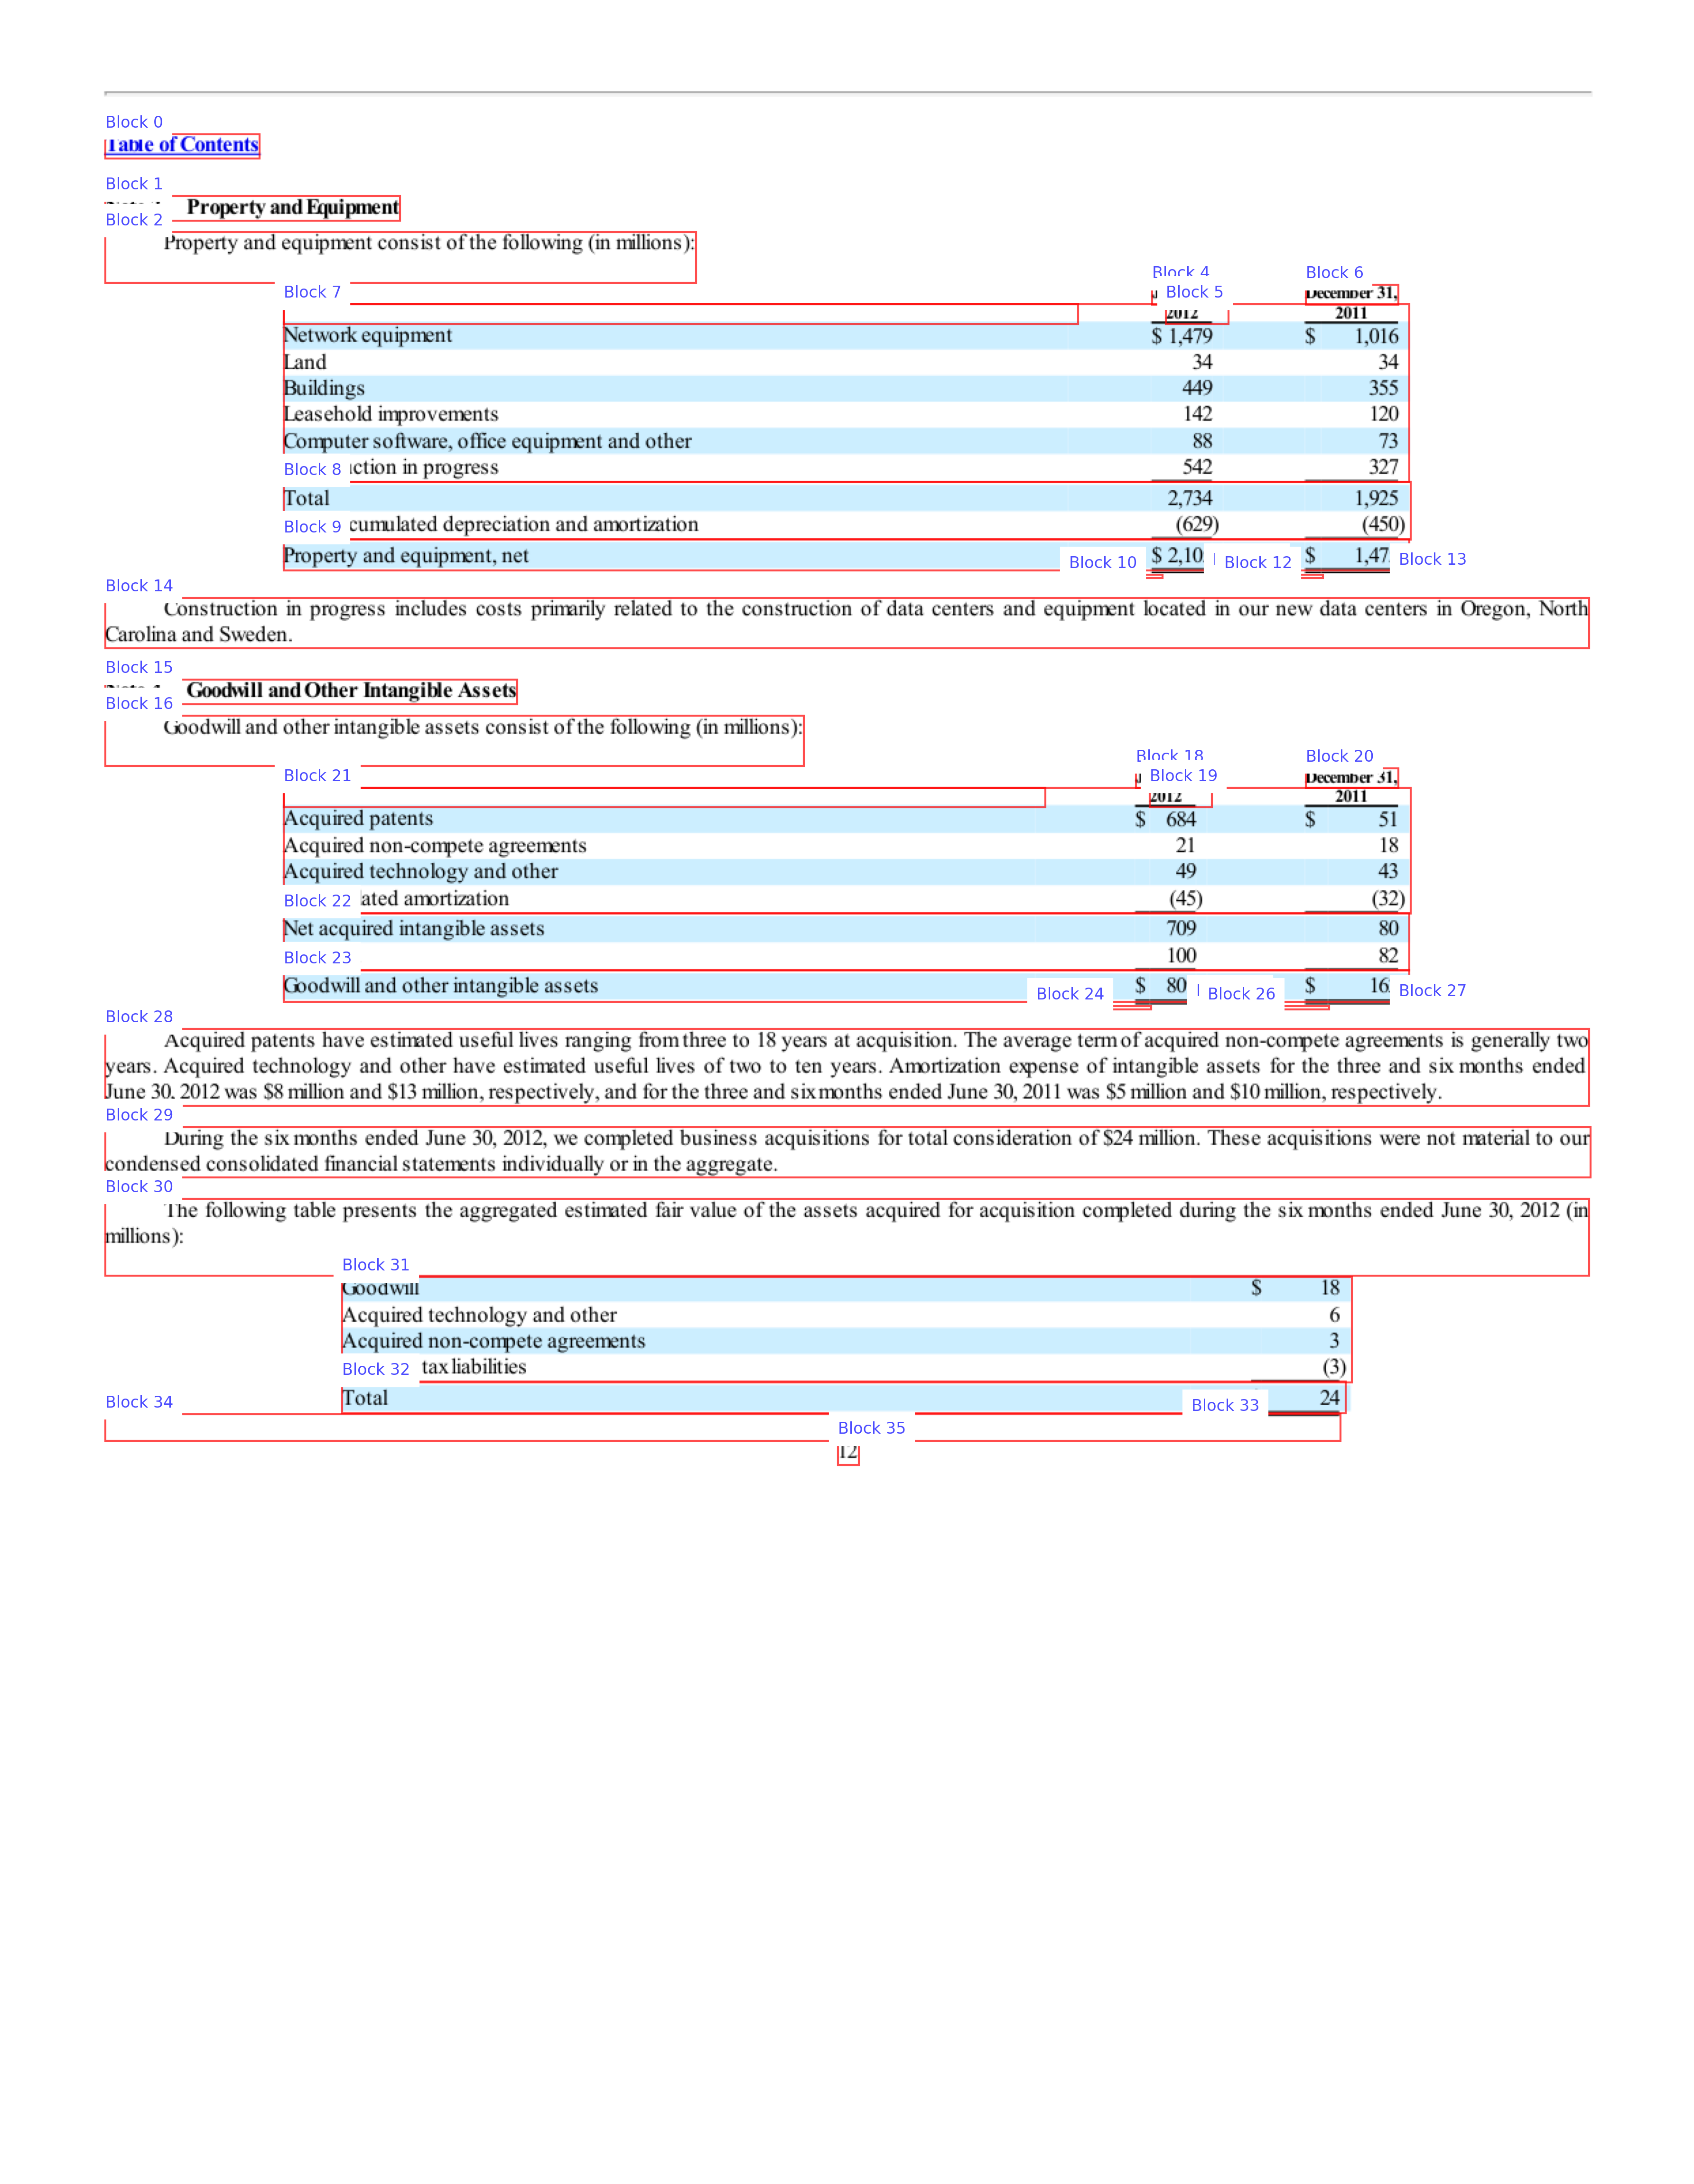 Block 0
Table of Contents
Block 1
Property and Equipment
Block 2
Property and equipment consist of the following (in millions):
Block 4 Block 6
Block 7 Block 5 December 31,
2012 2011
Network equipment $ 1,479 $ 1,016
Land 34 34
Buildings 449 355
Leasehold improvements 142 120
Computer software, office equipment and other 88 73
Block 8 in progress 542 327
Total 2,734 1,925
Block 9 depreciation and amortization (629) (450)
Property and equipment, net Block 10 $ Block 12 $ Block 13
Block 14
Construction in progress includes costs primarily related to the construction of data centers and equipment located in our new data centers in Oregon, North
Carolina and Sweden.
Block 15
Goodwill and Other Intangible Assets
Block 16
Goodwill and other intangible assets consist of the following (in millions):
Block 18 Block 20
Block 21 Block 19 December 31,
2012 2011
Acquired patents $ 684 $ 51
Acquired non-compete agreements 21 18
Acquired technology and other 49 43
Block 22 amortization (45) (32)
Net acquired intangible assets 709 80
Block 23 100 82
Goodwill and other intangible assets Block 24 $ Block 26 $ Block 27
Block 28
Acquired patents have estimated useful lives ranging from three to 18 years at acquisition. The average term of acquired non-compete agreements is generally two
years. Acquired technology and other have estimated useful lives of two to ten years. Amortization expense of intangible assets for the three and six months ended
June 30, 2012 was $8 million and $13 million, respectively, and for the three and six months ended June 30, 2011 was $5 million and $10 million, respectively.
Block 29
During the six months ended June 30, 2012, we completed business acquisitions for total consideration of $24 million. These acquisitions were not material to our
condensed consolidated financial statements individually or in the aggregate.
Block 30
The following table presents the aggregated estimated fair value of the assets acquired for acquisition completed during the six months ended June 30, 2012 (in
millions):
Block 31
Goodwill $ 18
Acquired technology and other 6
Acquired non-compete agreements 3
Block 32 tax liabilities (3)
Total Block 33 24
Block 34
Block 35
12